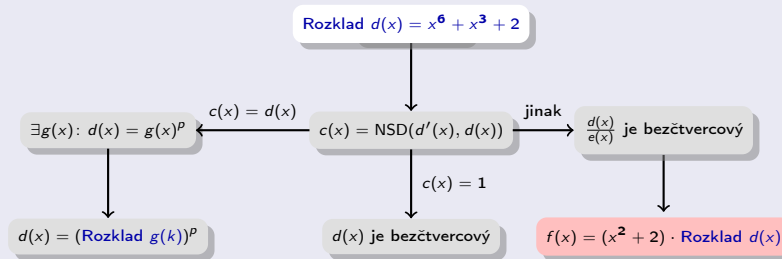 Rozklad d(x) = x⁶ + x³ + 2
c(x) = d(x)
jinak
∃g(x): d(x) = g(x)ᵖ
c(x) = NSD(d′(x), d(x))
d(x)/e(x) je bezčtvercový
c(x) = 1
d(x) = (Rozklad g(k))ᵖ
d(x) je bezčtvercový
f(x) = (x² + 2) · Rozklad d(x)